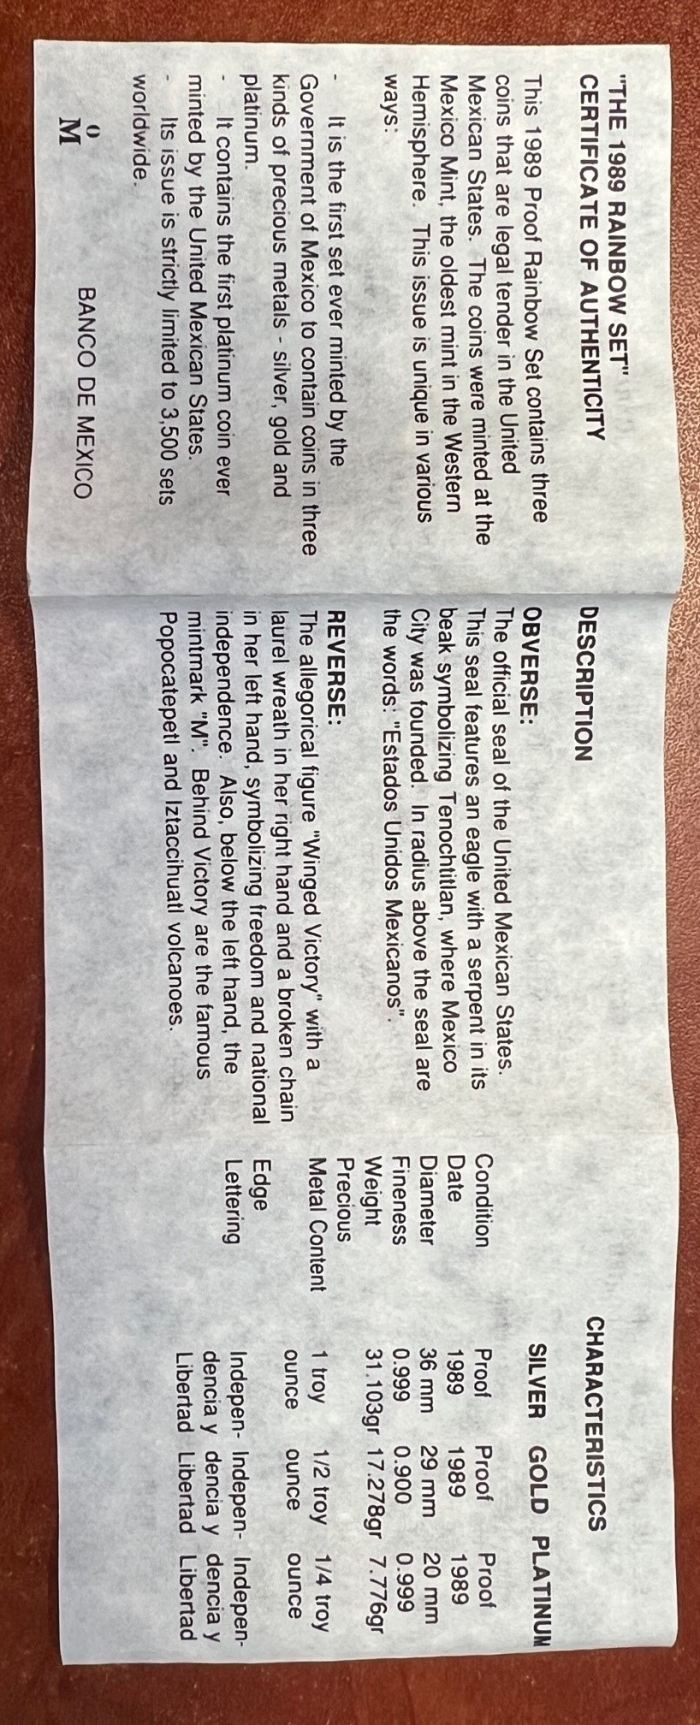 "THE 1989 RAINBOW SET"
CERTIFICATE OF AUTHENTICITY
This 1989 Proof Rainbow Set contains three
coins that are legal tender in the United
Mexican States. The coins were minted at the
Mexico Mint, the oldest mint in the Western
Hemisphere. This issue is unique in various
ways:
- It is the first set ever minted by the
Government of Mexico to contain coins in three
kinds of precious metals - silver, gold and
platinum.
- It contains the first platinum coin ever
minted by the United Mexican States.
- Its issue is strictly limited to 3,500 sets
worldwide.
o
M
BANCO DE MEXICO
DESCRIPTION
OBVERSE:
The official seal of the United Mexican States.
This seal features an eagle with a serpent in its
beak symbolizing Tenochtitlan, where Mexico
City was founded. In radius above the seal are
the words: "Estados Unidos Mexicanos".
REVERSE:
The allegorical figure "Winged Victory" with a
laurel wreath in her right hand and a broken chain
in her left hand, symbolizing freedom and national
independence. Also, below the left hand, the
mintmark "M". Behind Victory are the famous
Popocatepetl and Iztaccihuatl volcanoes.
CHARACTERISTICS
SILVER GOLD PLATINUM
Condition Proof Proof Proof
Date 1989 1989 1989
Diameter 36 mm 29 mm 20 mm
Fineness 0.999 0.900 0.999
Weight 31.103gr 17.278gr 7.776gr
Precious
Metal Content 1 troy 1/2 troy 1/4 troy
ounce ounce ounce
Edge
Lettering Indepen- Indepen- Indepen-
dencia y dencia y dencia y
Libertad Libertad Libertad